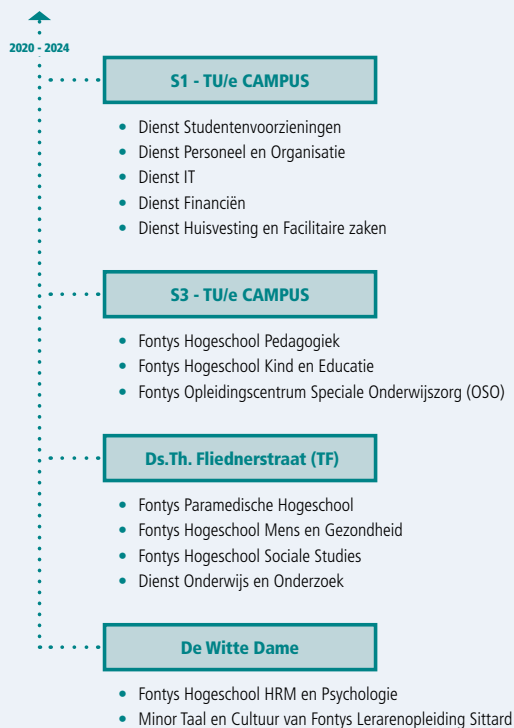 2020 - 2024
S1 - TU/e CAMPUS
• Dienst Studentenvoorzieningen
• Dienst Personeel en Organisatie
• Dienst IT
• Dienst Financiën
• Dienst Huisvesting en Facilitaire zaken
S3 - TU/e CAMPUS
• Fontys Hogeschool Pedagogiek
• Fontys Hogeschool Kind en Educatie
• Fontys Opleidingscentrum Speciale Onderwijszorg (OSO)
Ds.Th. Fliednerstraat (TF)
• Fontys Paramedische Hogeschool
• Fontys Hogeschool Mens en Gezondheid
• Fontys Hogeschool Sociale Studies
• Dienst Onderwijs en Onderzoek
De Witte Dame
• Fontys Hogeschool HRM en Psychologie
• Minor Taal en Cultuur van Fontys Lerarenopleiding Sittard